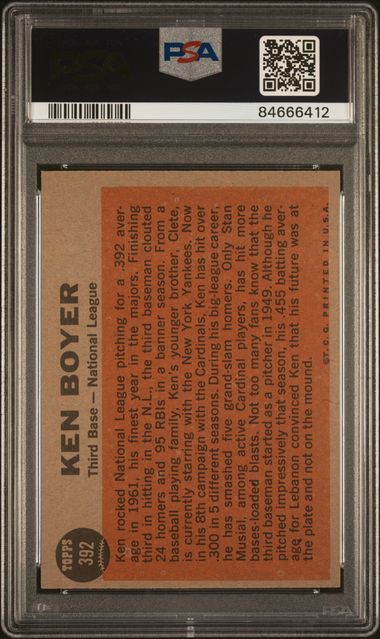 PSA
84666412
TOPPS
392
KEN BOYER
Third Base — National League
Ken rocked National League pitching for a .392 aver-
age in 1961, his finest year in the majors. Finishing
third in hitting in the N.L., the third baseman clouted
24 homers and 95 RBIs in a banner season. From a
baseball playing family, Ken's younger brother, Clete,
is currently starring with the New York Yankees. Now
in his 8th campaign with the Cardinals, Ken has hit over
.300 in 5 different seasons. During his big-league career,
he has smashed five grand-slam homers. Only Stan
Musial, among active Cardinal players, has hit more
bases-loaded blasts. Not too many fans know that the
third baseman started as a pitcher in 1949. Although he
pitched impressively that season, his .455 batting aver-
age for Lebanon convinced Ken that his future was at
the plate and not on the mound.
©T.C.G. PRINTED IN U.S.A.